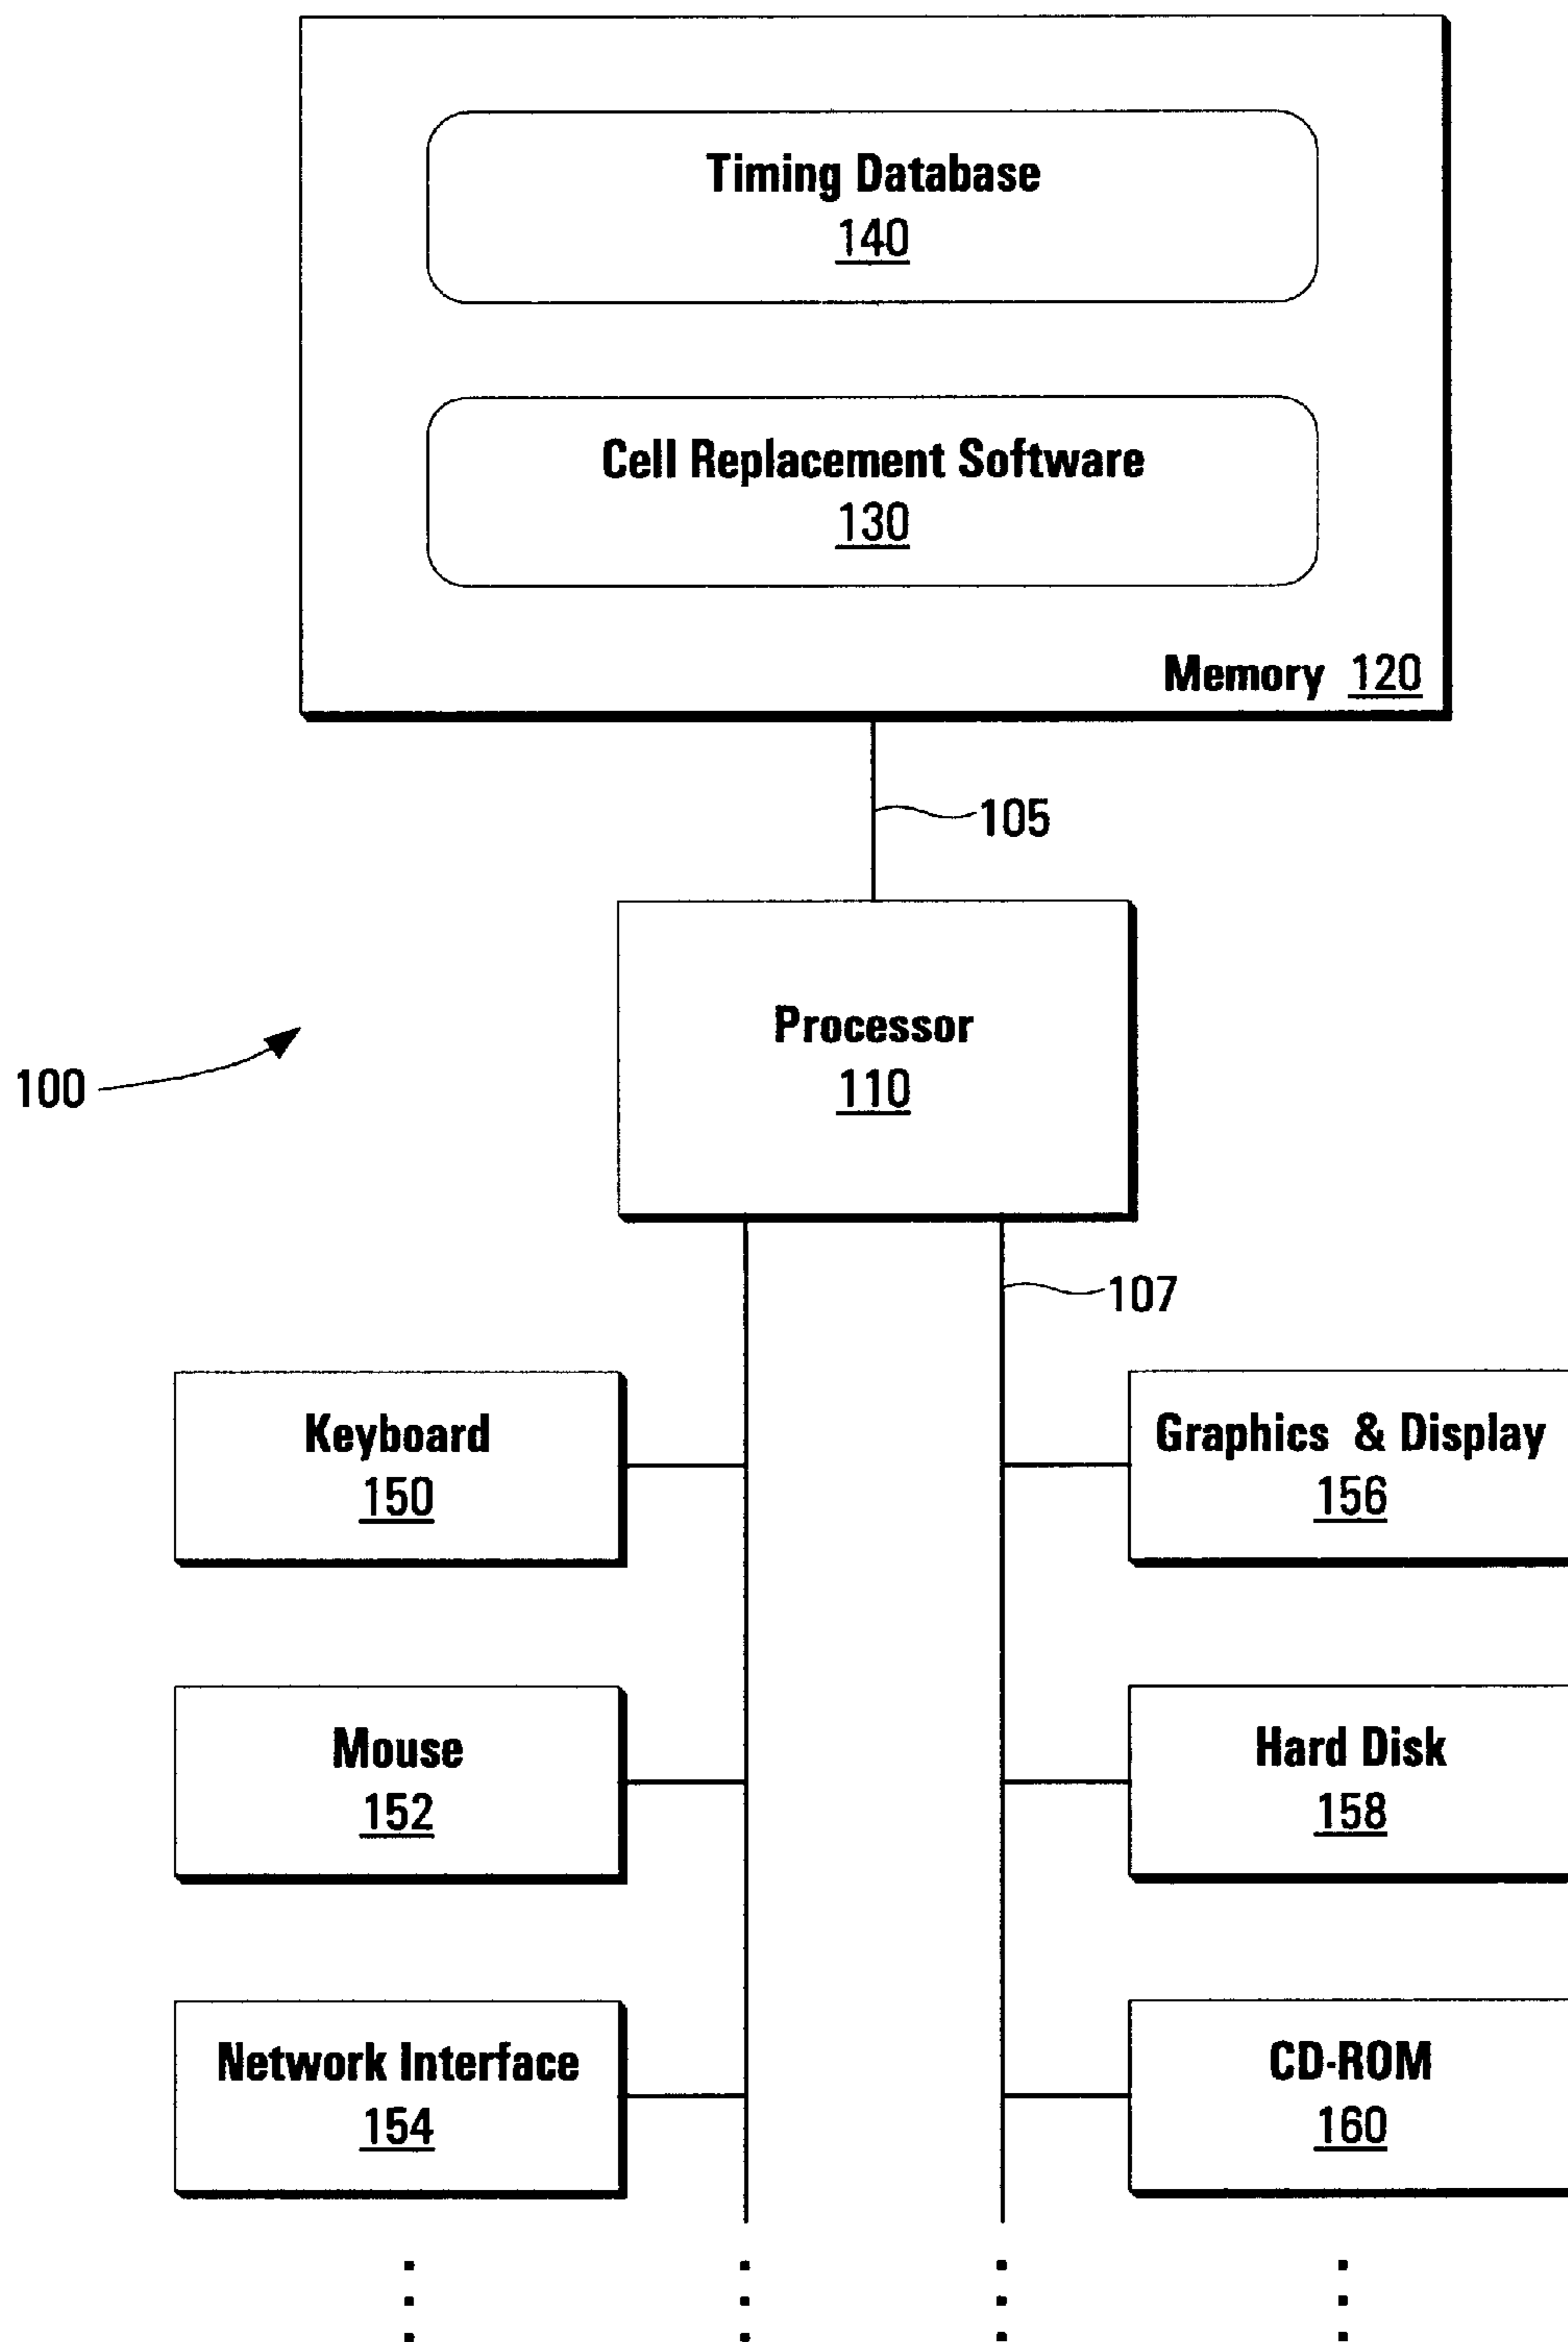 Timing Database
140
Cell Replacement Software
130
Memory 120
105
Processor
110
100
107
Keyboard
150
Graphics & Display
156
Mouse
152
Hard Disk
158
Network Interface
154
CD-ROM
160